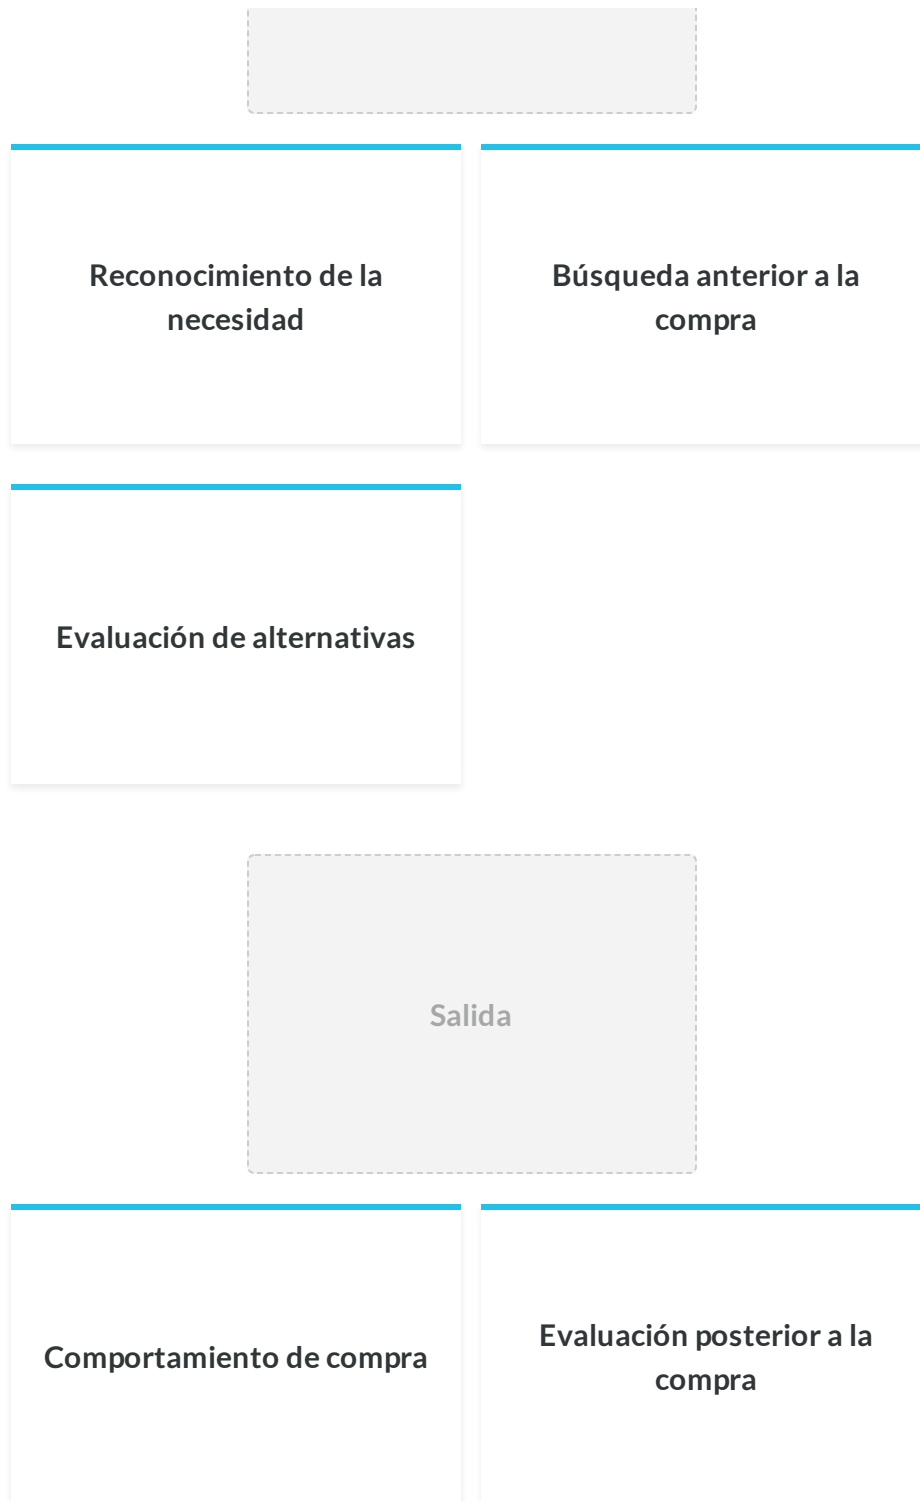 Reconocimiento de la
necesidad
Búsqueda anterior a la
compra
Evaluación de alternativas
Salida
Comportamiento de compra
Evaluación posterior a la
compra